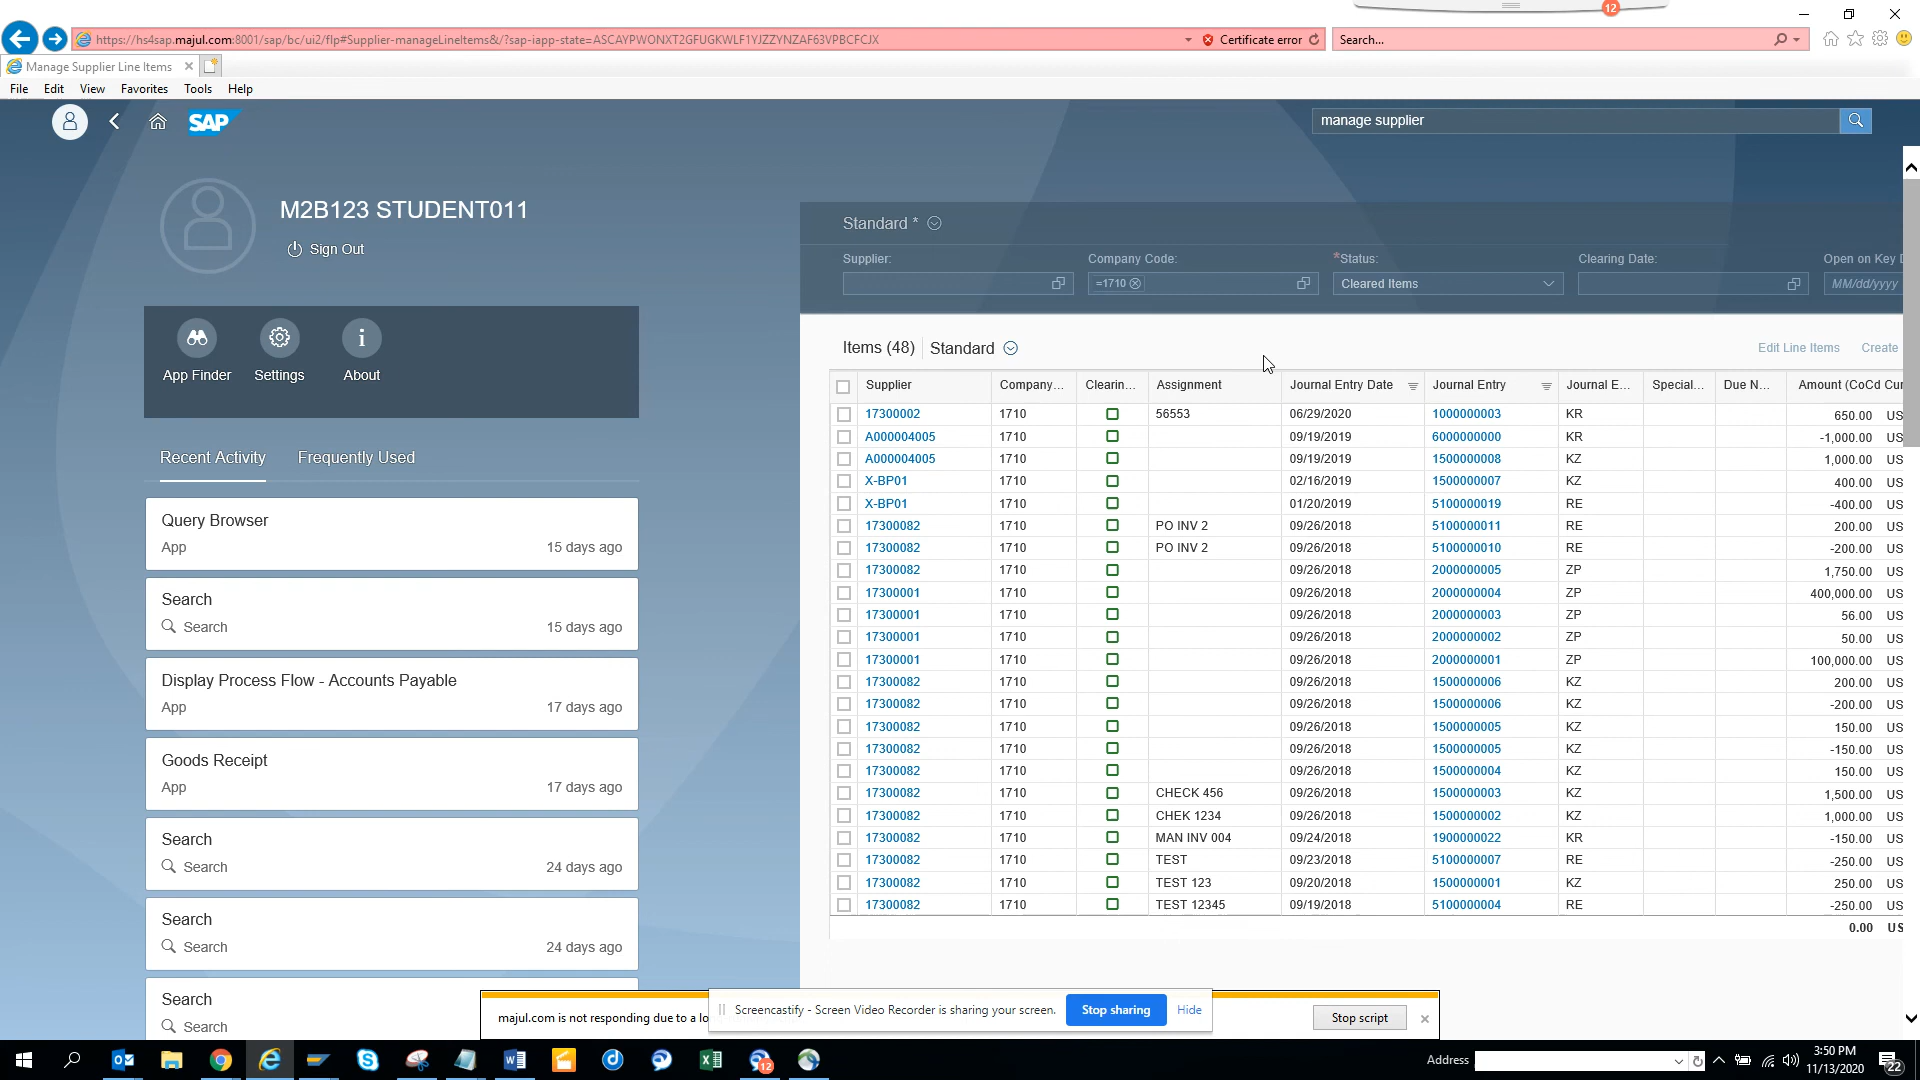 12
https://hs4sap.majul.com:8001/sap/bc/ui2/flp#Supplier-manageLineItems&/?sap-iapp-state=ASCAYPWONXT2GFUGKWLF1YJZZYNZAF63VPBCFCJX
Certificate error
Search...
Manage Supplier Line Items
File Edit View Favorites Tools Help
SAP
manage supplier
M2B123 STUDENT011
Sign Out
App Finder
Settings
About
Recent Activity
Frequently Used
Query Browser
App 15 days ago
Search
Search 15 days ago
Display Process Flow - Accounts Payable
App 17 days ago
Goods Receipt
App 17 days ago
Search
Search 24 days ago
Search
Search 24 days ago
Search
Search
Standard *
Supplier: Company Code: *Status: Clearing Date: Open on Key
=1710 Cleared Items MM/dd/yyyy
Items (48) Standard Edit Line Items Create
Supplier Company... Clearin... Assignment Journal Entry Date Journal Entry Journal E... Special... Due N... Amount (CoCd Cur
17300002 1710 56553 06/29/2020 1000000003 KR 650.00 US
A000004005 1710 09/19/2019 6000000000 KR -1,000.00 US
A000004005 1710 09/19/2019 1500000008 KZ 1,000.00 US
X-BP01 1710 02/16/2019 1500000007 KZ 400.00 US
X-BP01 1710 01/20/2019 5100000019 RE -400.00 US
17300082 1710 PO INV 2 09/26/2018 5100000011 RE 200.00 US
17300082 1710 PO INV 2 09/26/2018 5100000010 RE -200.00 US
17300082 1710 09/26/2018 2000000005 ZP 1,750.00 US
17300001 1710 09/26/2018 2000000004 ZP 400,000.00 US
17300001 1710 09/26/2018 2000000003 ZP 56.00 US
17300001 1710 09/26/2018 2000000002 ZP 50.00 US
17300001 1710 09/26/2018 2000000001 ZP 100,000.00 US
17300082 1710 09/26/2018 1500000006 KZ 200.00 US
17300082 1710 09/26/2018 1500000006 KZ -200.00 US
17300082 1710 09/26/2018 1500000005 KZ 150.00 US
17300082 1710 09/26/2018 1500000005 KZ -150.00 US
17300082 1710 09/26/2018 1500000004 KZ 150.00 US
17300082 1710 CHECK 456 09/26/2018 1500000003 KZ 1,500.00 US
17300082 1710 CHEK 1234 09/26/2018 1500000002 KZ 1,000.00 US
17300082 1710 MAN INV 004 09/24/2018 1900000022 KR -150.00 US
17300082 1710 TEST 09/23/2018 5100000007 RE -250.00 US
17300082 1710 TEST 123 09/20/2018 1500000001 KZ 250.00 US
17300082 1710 TEST 12345 09/19/2018 5100000004 RE -250.00 US
0.00 US
majul.com is not responding due to a lo
Screencastify - Screen Video Recorder is sharing your screen.
Stop sharing
Hide
Stop script
12
Address
3:50 PM
11/13/2020
22